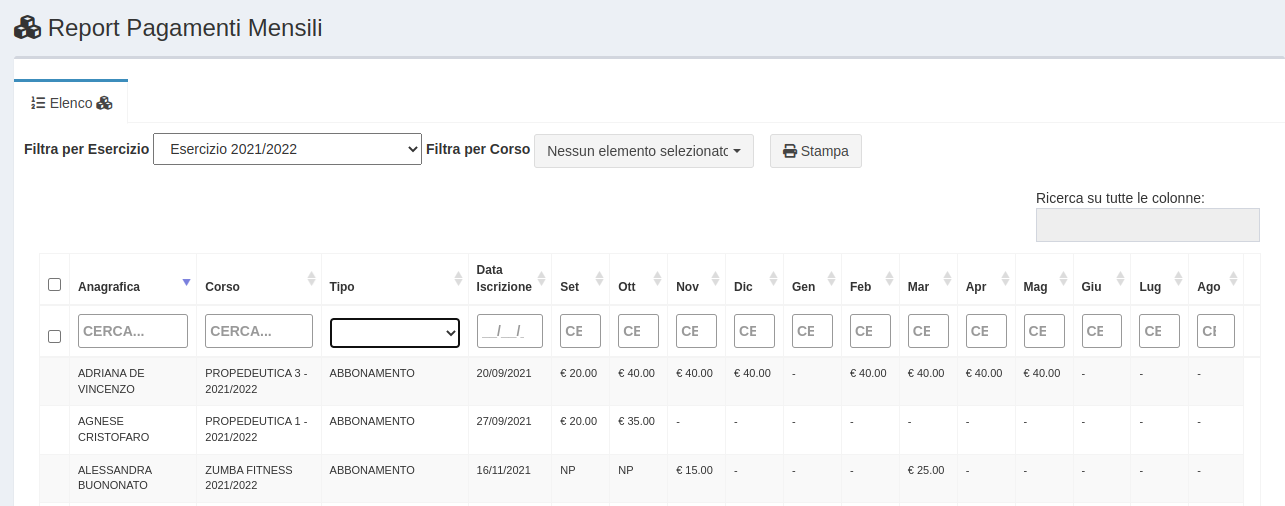 Report Pagamenti Mensili
Elenco
Filtra per Esercizio Esercizio 2021/2022 Filtra per Corso Nessun elemento selezionato Stampa
Ricerca su tutte le colonne:
Anagrafica Corso Tipo Data Iscrizione Set Ott Nov Dic Gen Feb Mar Apr Mag Giu Lug Ago
CERCA... CERCA... __/__/_ CE CE CE CE CE CE CE CE CE CE CE CE
ADRIANA DE PROPEDEUTICA 3 - ABBONAMENTO 20/09/2021 € 20.00 € 40.00 € 40.00 € 40.00 - € 40.00 € 40.00 € 40.00 € 40.00 - - -
VINCENZO 2021/2022
AGNESE PROPEDEUTICA 1 - ABBONAMENTO 27/09/2021 € 20.00 € 35.00 - - - - - - - - - -
CRISTOFARO 2021/2022
ALESSANDRA ZUMBA FITNESS ABBONAMENTO 16/11/2021 NP NP € 15.00 - - - € 25.00 - - - - -
BUONONATO 2021/2022